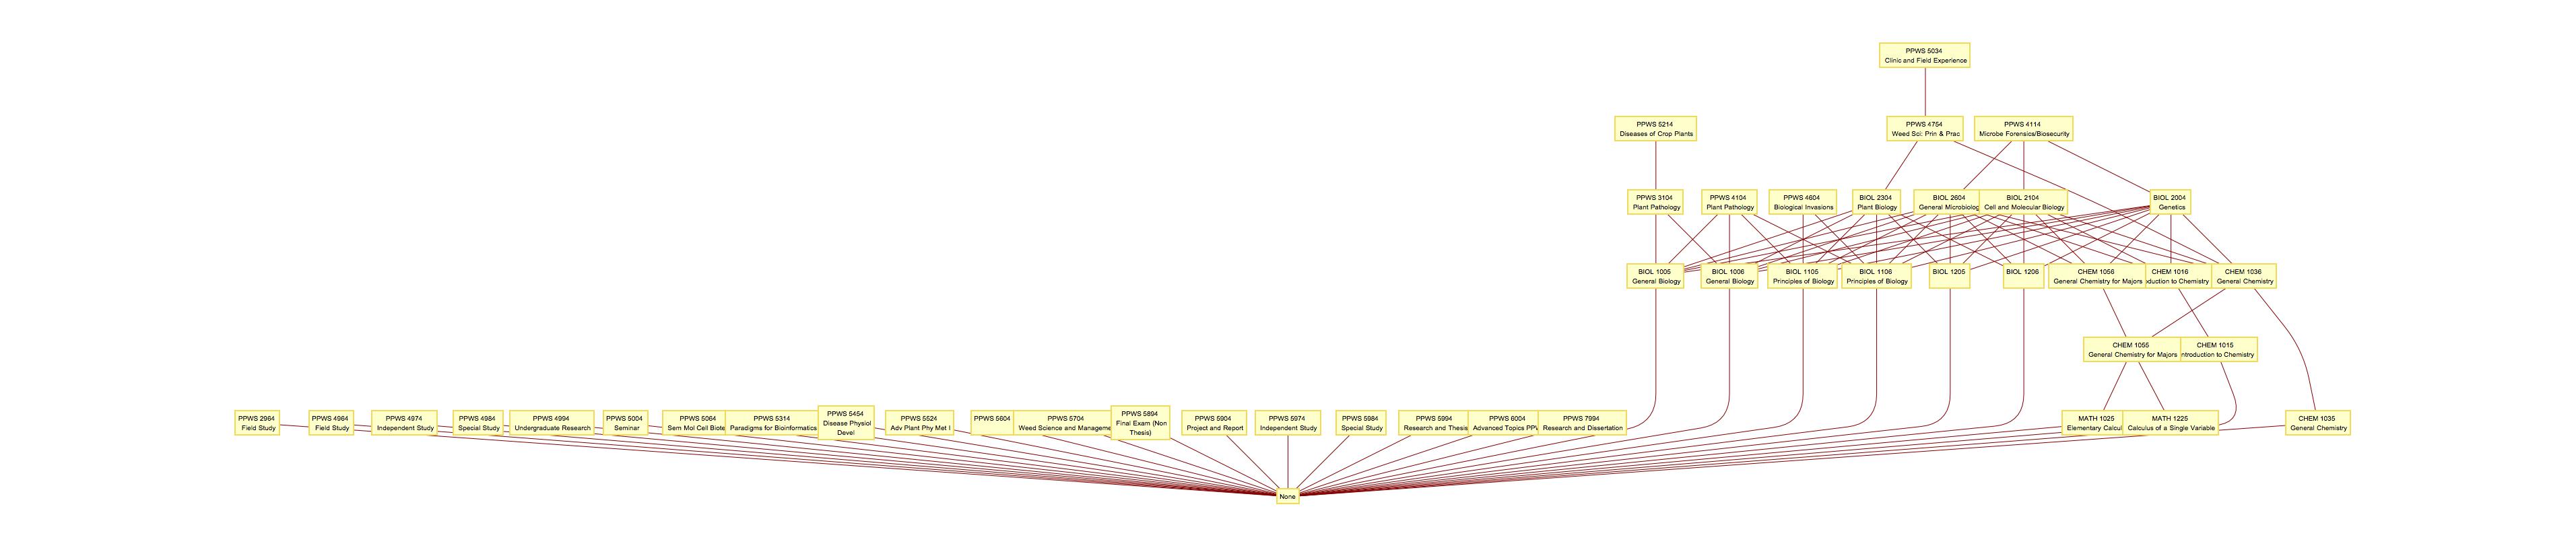 PPWS 5034
Clinic and Field Experience
PPWS 5214
Diseases of Crop Plants
PPWS 4754
Weed Sci: Prin & Prac
PPWS 4114
Microbe Forensics/Biosecurity
PPWS 3104
Plant Pathology
PPWS 4104
Plant Pathology
PPWS 4604
Biological Invasions
BIOL 2304
Plant Biology
BIOL 2604
General Microbiolog
BIOL 2104
Cell and Molecular Biology
BIOL 2004
Genetics
BIOL 1005
General Biology
BIOL 1006
General Biology
BIOL 1105
Principles of Biology
BIOL 1106
Principles of Biology
BIOL 1205
BIOL 1206
CHEM 1056
General Chemistry for Majors
CHEM 1016
duction to Chemistry
CHEM 1036
General Chemistry
CHEM 1055
General Chemistry for Majors
CHEM 1015
ntroduction to Chemistry
PPWS 2964
Field Study
PPWS 4964
Field Study
PPWS 4974
Independent Study
PPWS 4984
Special Study
PPWS 4994
Undergraduate Research
PPWS 5004
Seminar
PPWS 5064
Sem Mol Cell Biote
PPWS 5314
Paradigms for Bioinformatics
PPWS 5454
Disease Physiol
Devel
PPWS 5524
Adv Plant Phy Met I
PPWS 5604
PPWS 5704
Weed Science and Manageme
PPWS 5894
Final Exam (Non
Thesis)
PPWS 5904
Project and Report
PPWS 5974
Independent Study
PPWS 5984
Special Study
PPWS 5994
Research and Thesis
PPWS 6004
Advanced Topics PPW
PPWS 7994
Research and Dissertation
MATH 1025
Elementary Calcul
MATH 1225
Calculus of a Single Variable
CHEM 1035
General Chemistry
None